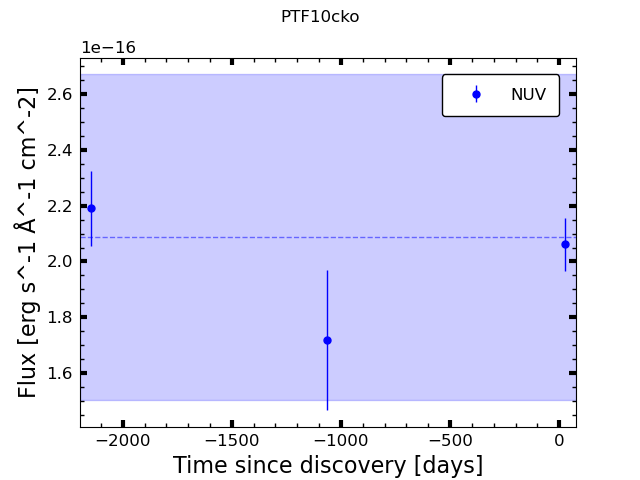 PTF10cko
1e−16
NUV
2.6
2.4
2.2
2.0
1.8
1.6
Flux [erg s^-1 Å^-1 cm^-2]
−2000
−1500
−1000
−500
0
Time since discovery [days]